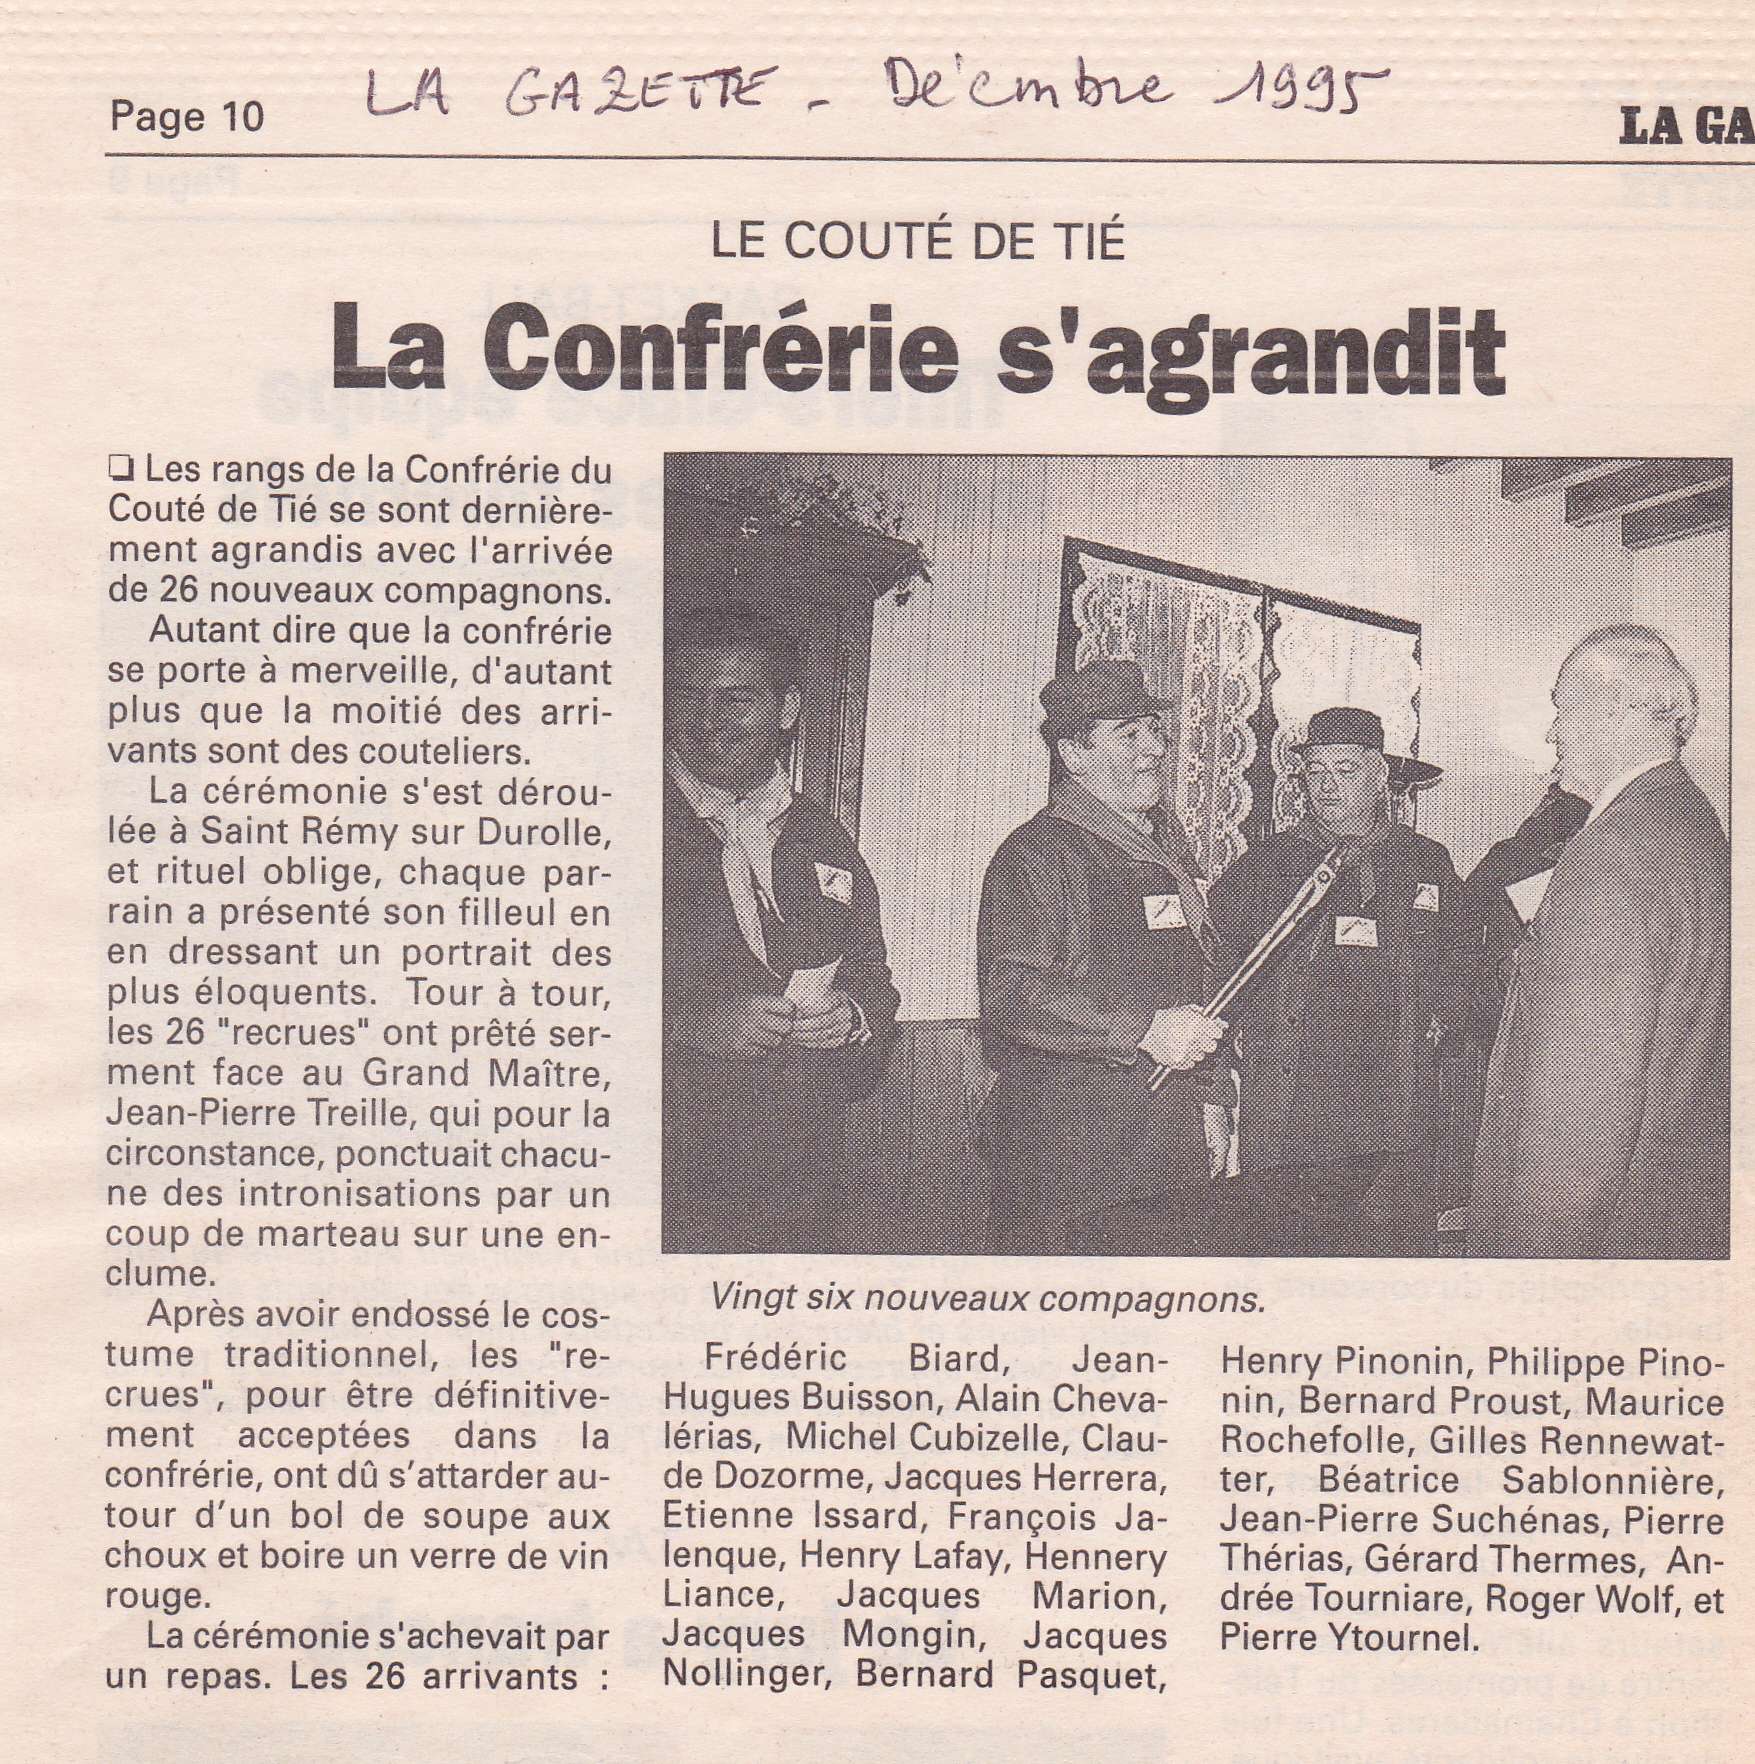 LA GAZETTE - Décembre 1995
Page 10
LA GA
LE COUTÉ DE TIÉ
La Confrérie s'agrandit
❏ Les rangs de la Confrérie du
Couté de Tié se sont dernière-
ment agrandis avec l'arrivée
de 26 nouveaux compagnons.
Autant dire que la confrérie
se porte à merveille, d'autant
plus que la moitié des arri-
vants sont des couteliers.
La cérémonie s'est dérou-
lée à Saint Rémy sur Durolle,
et rituel oblige, chaque par-
rain a présenté son filleul en
en dressant un portrait des
plus éloquents. Tour à tour,
les 26 "recrues" ont prêté ser-
ment face au Grand Maître,
Jean-Pierre Treille, qui pour la
circonstance, ponctuait chacu-
ne des intronisations par un
coup de marteau sur une en-
clume.
Après avoir endossé le cos-
tume traditionnel, les "re-
crues", pour être définitive-
ment acceptées dans la
confrérie, ont dû s’attarder au-
tour d’un bol de soupe aux
choux et boire un verre de vin
rouge.
La cérémonie s'achevait par
un repas. Les 26 arrivants :
Vingt six nouveaux compagnons.
Frédéric Biard, Jean-
Hugues Buisson, Alain Cheva-
lérias, Michel Cubizelle, Clau-
de Dozorme, Jacques Herrera,
Etienne Issard, François Ja-
lenque, Henry Lafay, Hennery
Liance, Jacques Marion,
Jacques Mongin, Jacques
Nollinger, Bernard Pasquet,
Henry Pinonin, Philippe Pino-
nin, Bernard Proust, Maurice
Rochefolle, Gilles Rennewat-
ter, Béatrice Sablonnière,
Jean-Pierre Suchénas, Pierre
Thérias, Gérard Thermes, An-
drée Tourniare, Roger Wolf, et
Pierre Ytournel.